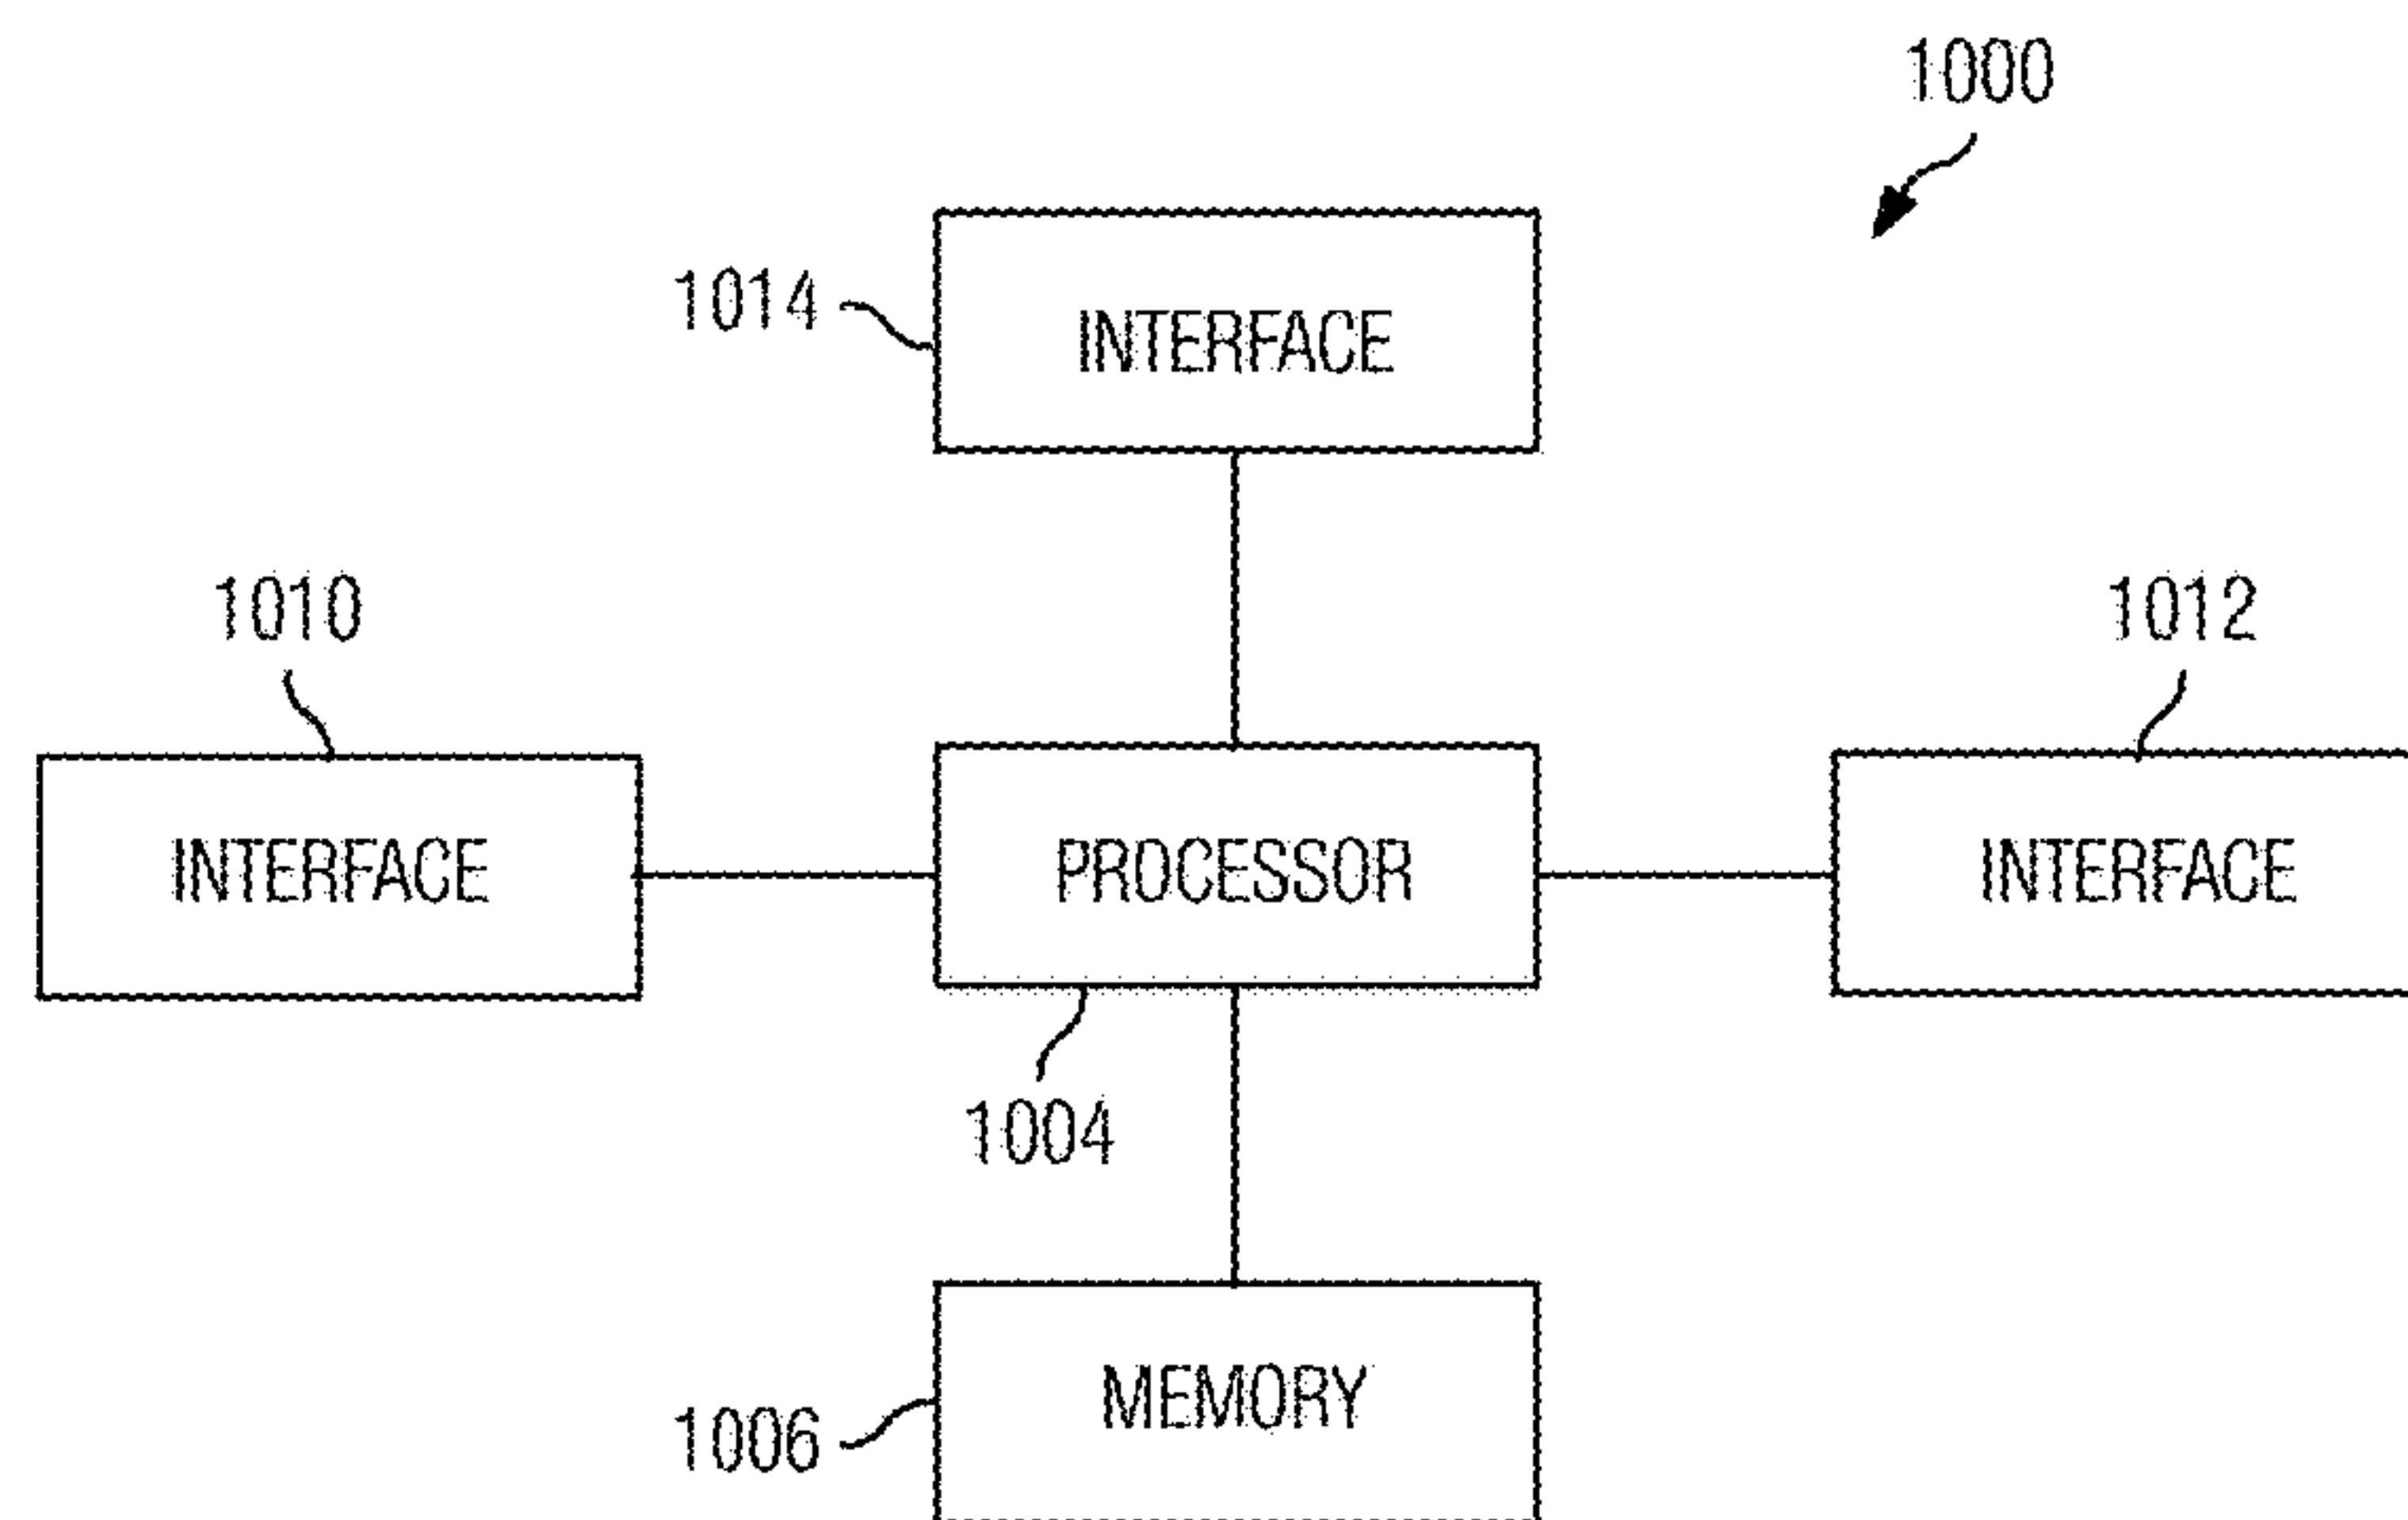 1000
1014
INTERFACE
1010
1012
INTERFACE
PROCESSOR
INTERFACE
1004
MEMORY
1006